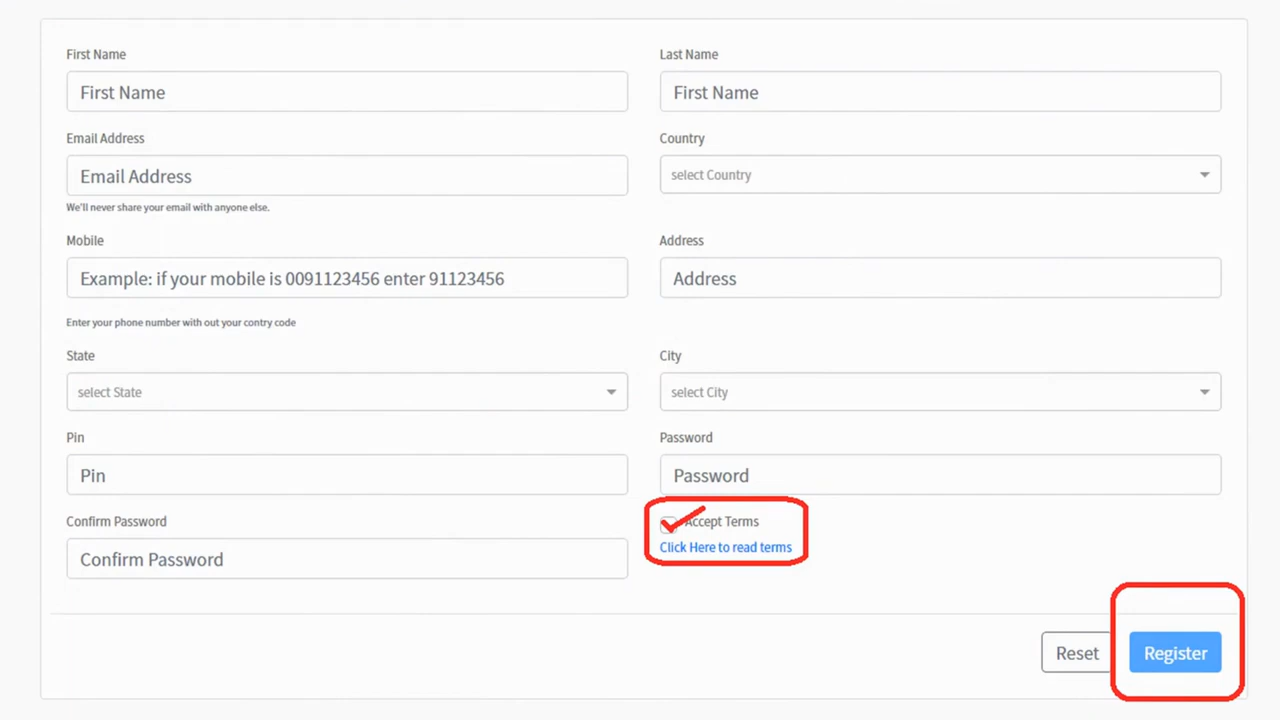 First Name
Last Name
First Name
First Name
Email Address
Country
Email Address
select Country
We'll never share your email with anyone else.
Mobile
Address
Example: if your mobile is 0091123456 enter 91123456
Address
Enter your phone number with out your contry code
State
City
select State
select City
Pin
Password
Pin
Password
Confirm Password
Accept Terms
Click Here to read terms
Confirm Password
Reset
Register